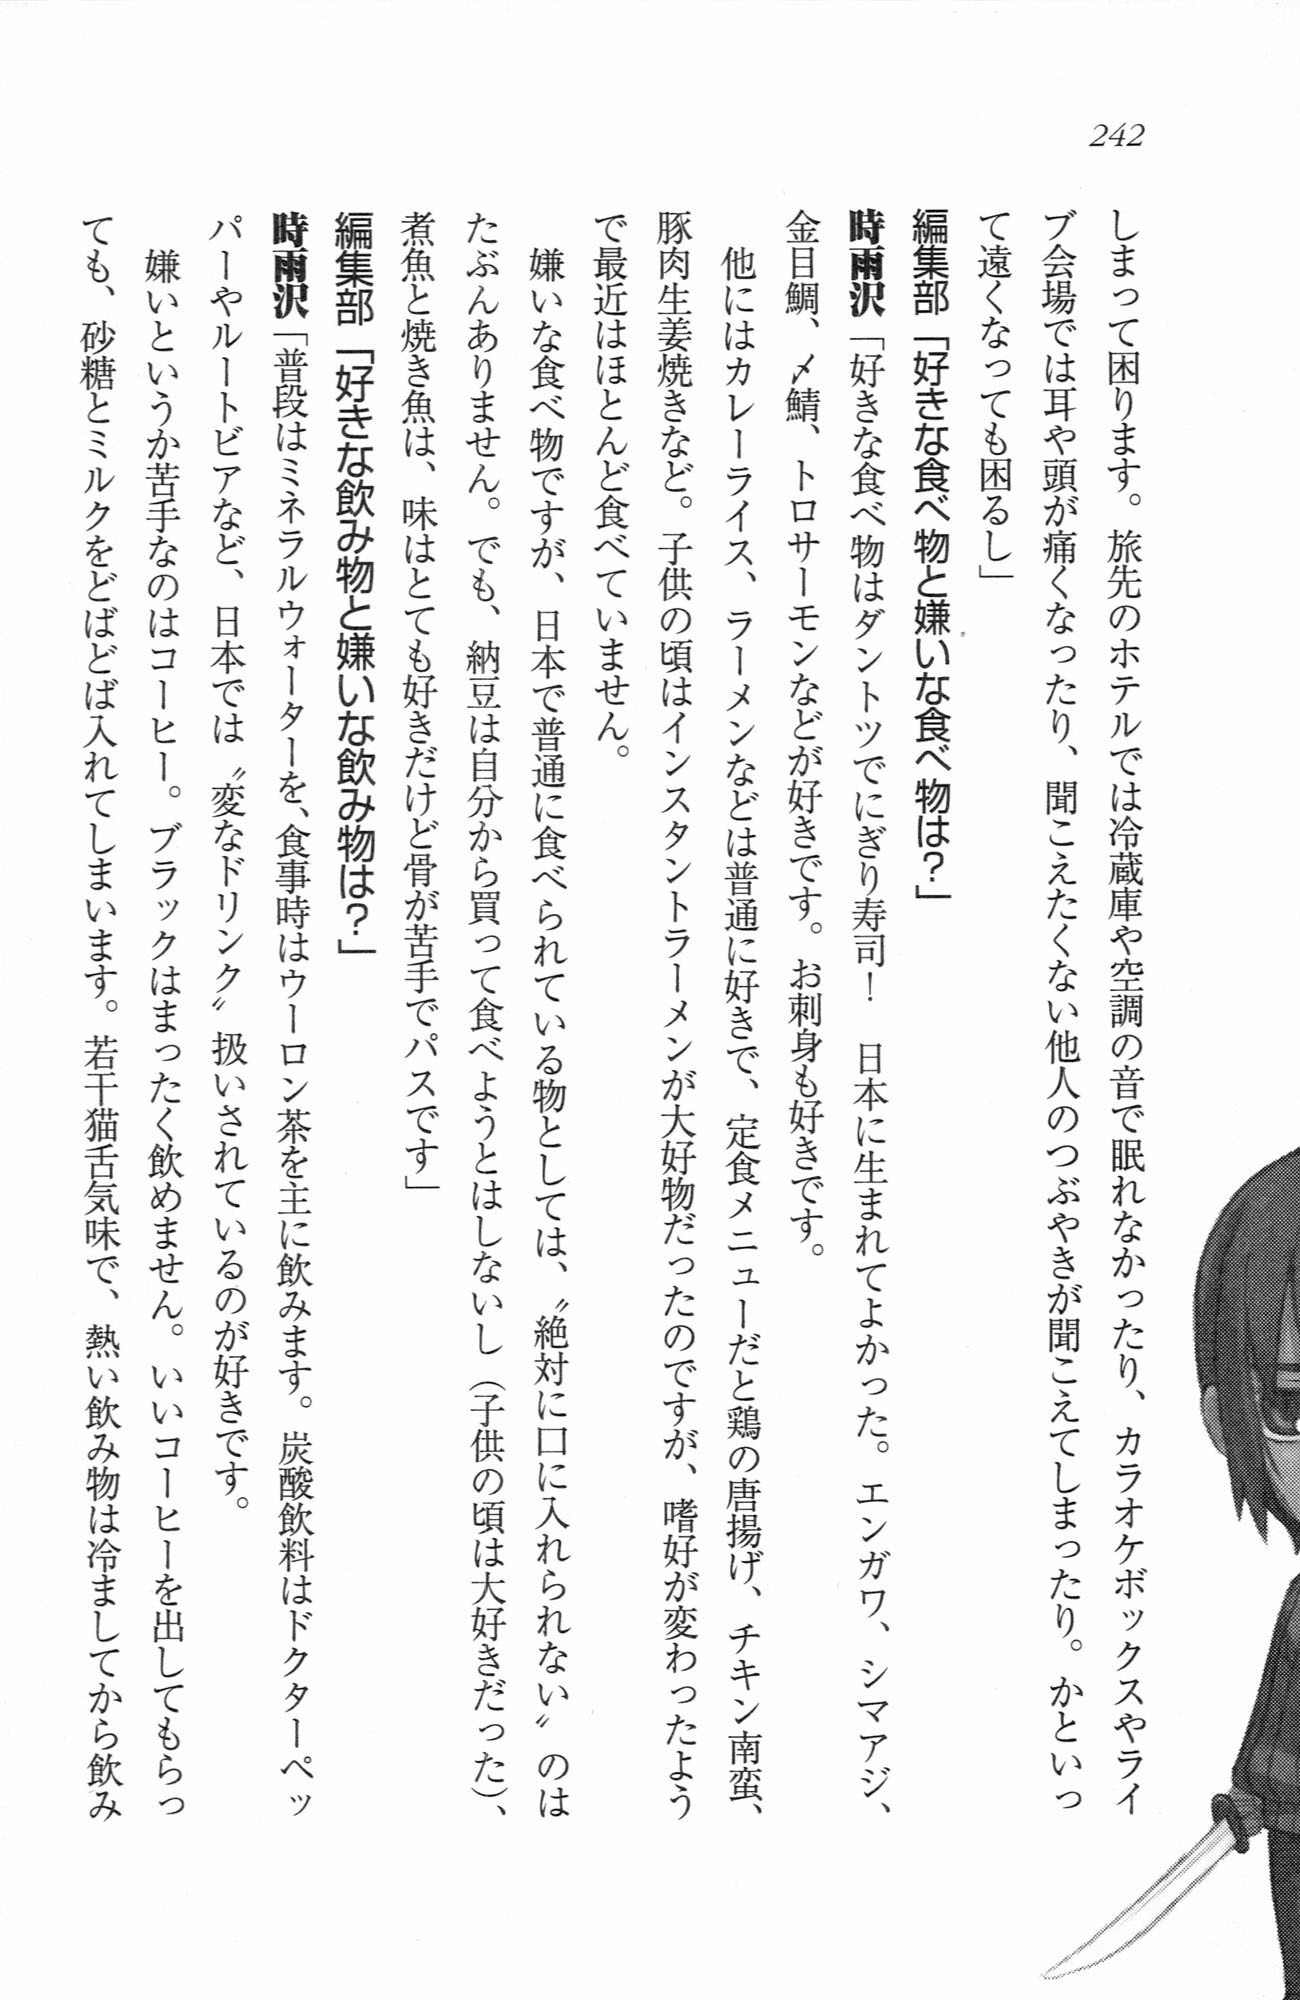 242
しまって困ります。旅先のホテルでは冷蔵庫や空調の音で眠れなかったり、カラオケボックスやライ
ブ会場では耳や頭が痛くなったり、聞こえたくない他人のつぶやきが聞こえてしまったり。かといっ
て遠くなっても困るし」
編集部「好きな食べ物と嫌いな食べ物は？」
時雨沢「好きな食べ物はダントツでにぎり寿司！　日本に生まれてよかった。エンガワ、シマアジ、
金目鯛、〆鯖、トロサーモンなどが好きです。お刺身も好きです。
他にはカレーライス、ラーメンなどは普通に好きで、定食メニューだと鶏の唐揚げ、チキン南蛮、
豚肉生姜焼きなど。子供の頃はインスタントラーメンが大好物だったのですが、嗜好が変わったよう
で最近はほとんど食べていません。
嫌いな食べ物ですが、日本で普通に食べられている物としては、〝絶対に口に入れられない〟のは
たぶんありません。でも、納豆は自分から買って食べようとはしないし（子供の頃は大好きだった）、
煮魚と焼き魚は、味はとても好きだけど骨が苦手でパスです」
編集部「好きな飲み物と嫌いな飲み物は？」
時雨沢「普段はミネラルウォーターを、食事時はウーロン茶を主に飲みます。炭酸飲料はドクターペッ
パーやルートビアなど、日本では〝変なドリンク〟扱いされているのが好きです。
嫌いというか苦手なのはコーヒー。ブラックはまったく飲めません。いいコーヒーを出してもらっ
ても、砂糖とミルクをどばどば入れてしまいます。若干猫舌気味で、熱い飲み物は冷ましてから飲み